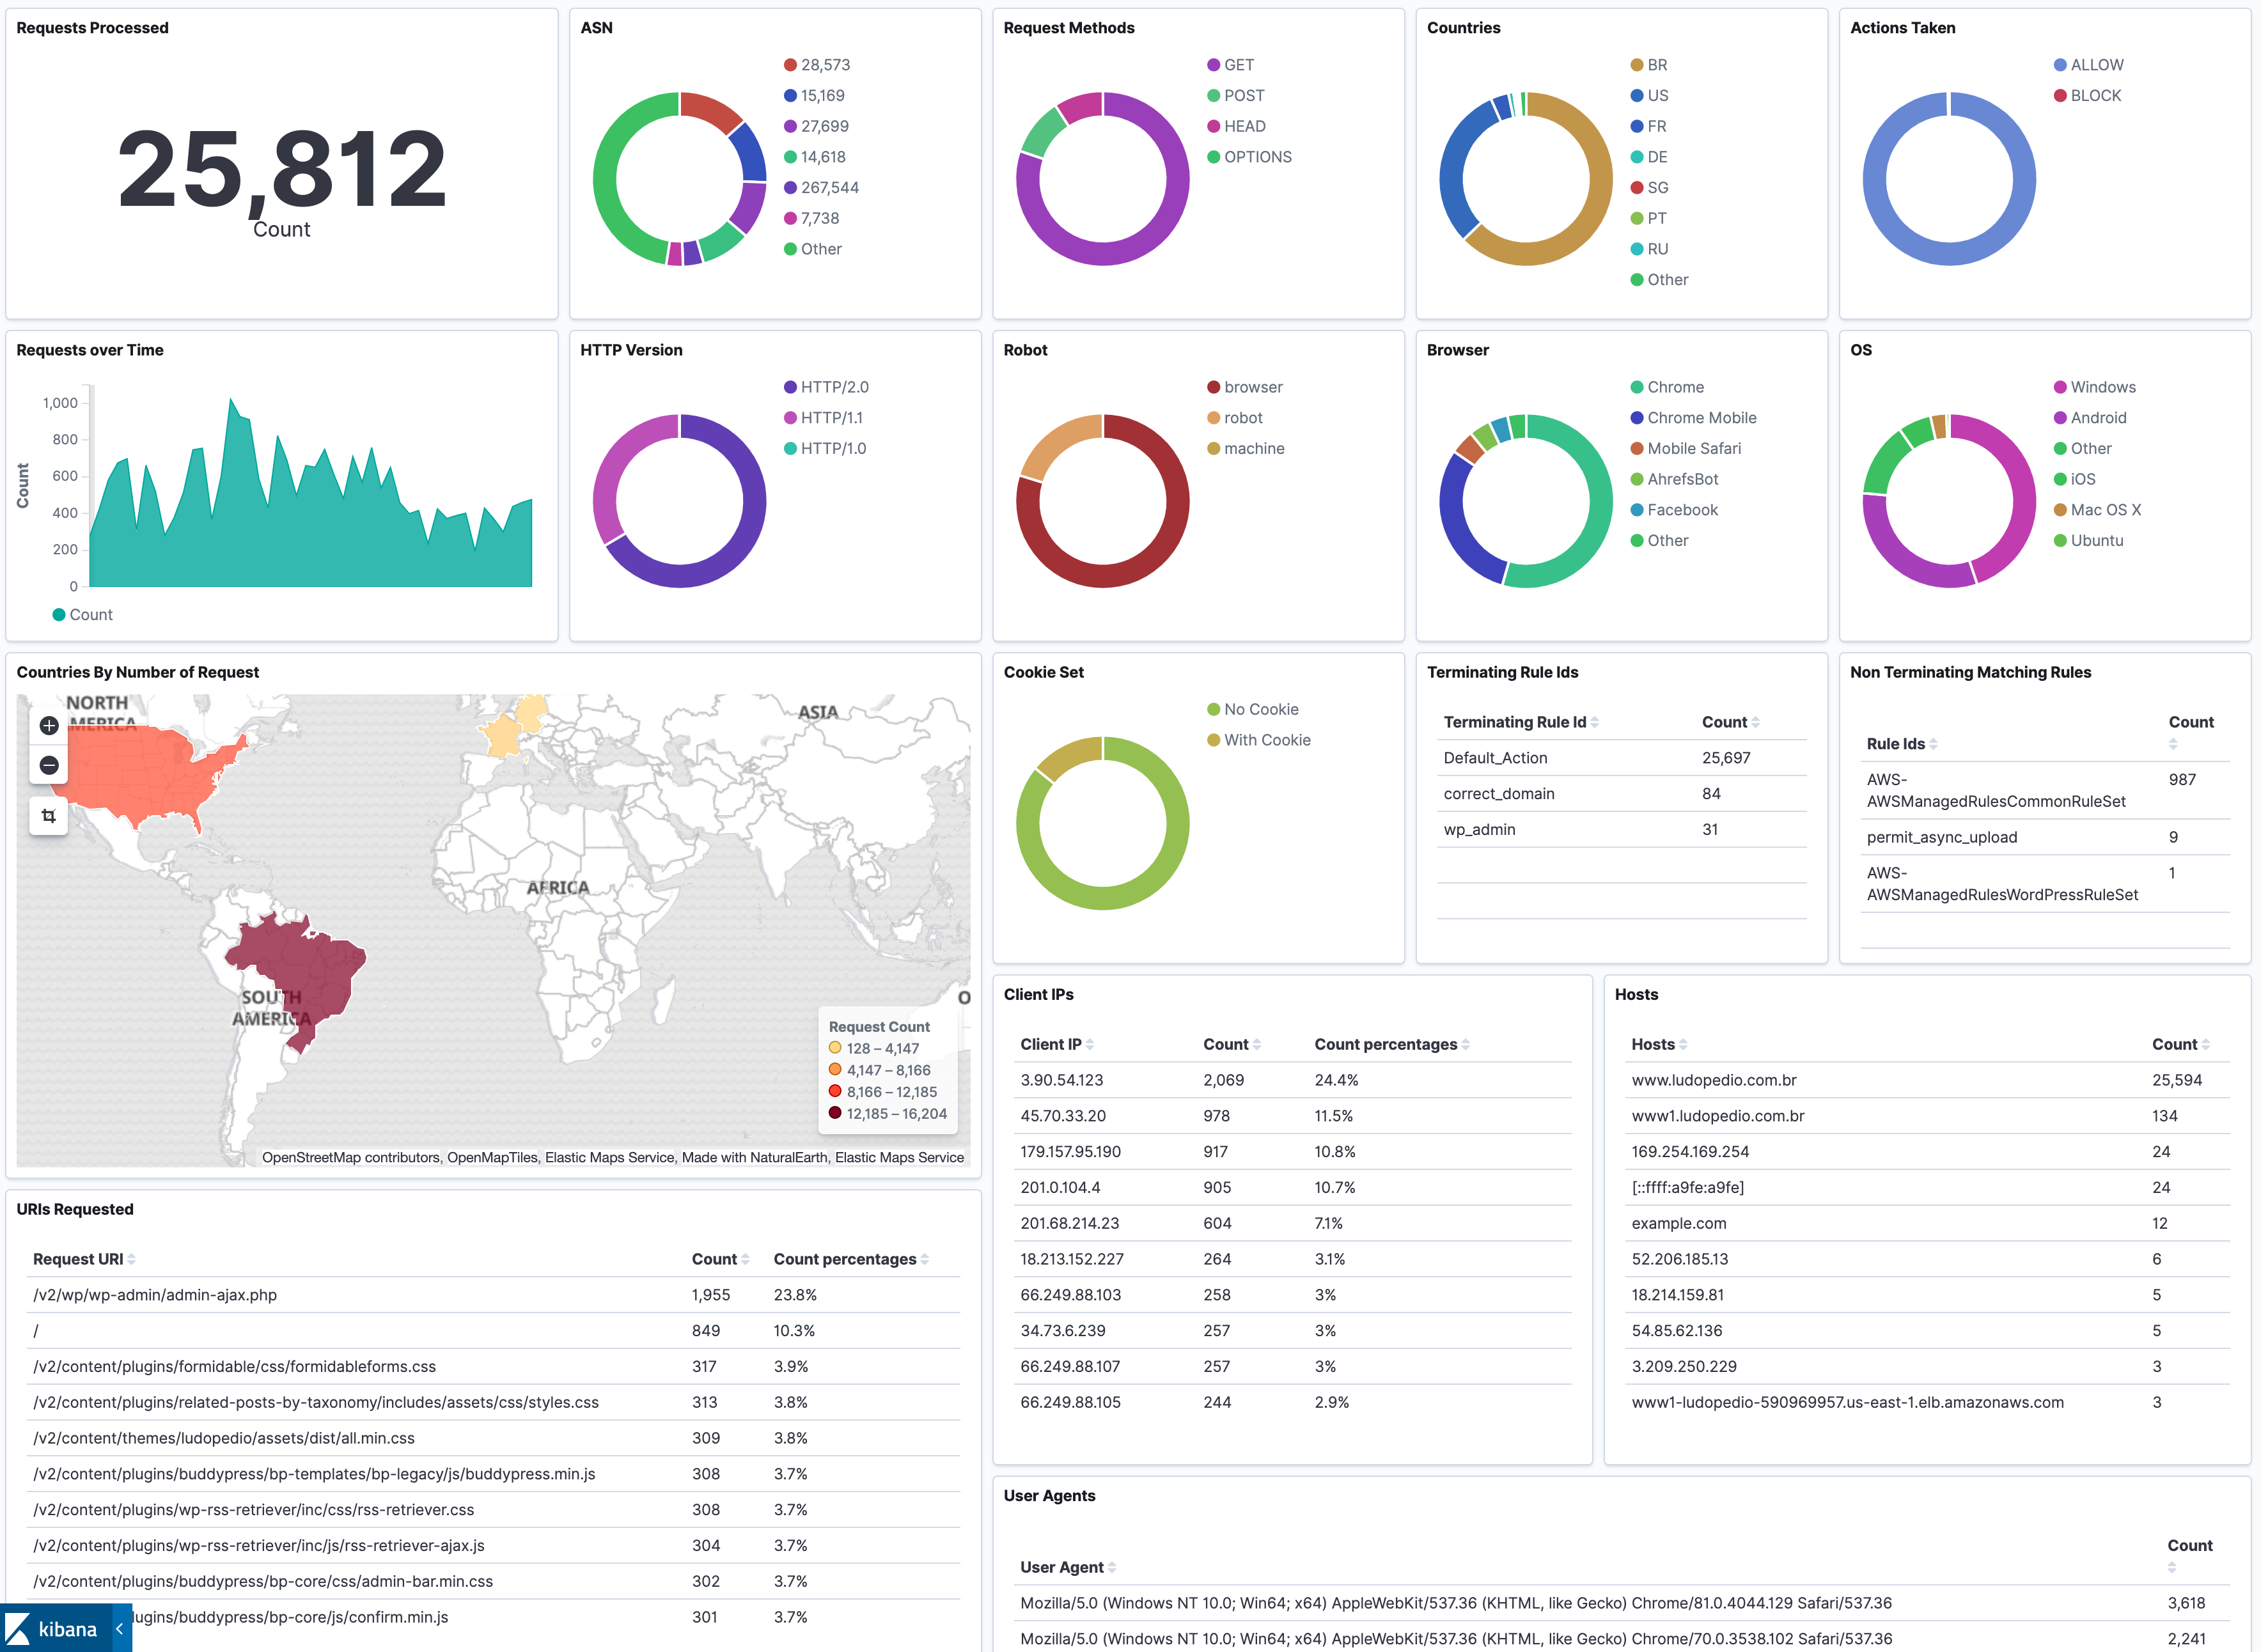 Requests Processed
25,812
Count
ASN
28,573
15,169
27,699
14,618
267,544
7,738
Other
Request Methods
GET
POST
HEAD
OPTIONS
Countries
BR
US
FR
DE
SG
PT
RU
Other
Actions Taken
ALLOW
BLOCK
Requests over Time
1,000
800
600
400
200
0
Count
Count
HTTP Version
HTTP/2.0
HTTP/1.1
HTTP/1.0
Robot
browser
robot
machine
Browser
Chrome
Chrome Mobile
Mobile Safari
AhrefsBot
Facebook
Other
OS
Windows
Android
Other
iOS
Mac OS X
Ubuntu
Countries By Number of Request
NORTH
MERICA
ASIA
AFRICA
SOUTH
AMERICA
O
Request Count
128 – 4,147
4,147 – 8,166
8,166 – 12,185
12,185 – 16,204
OpenStreetMap contributors, OpenMapTiles, Elastic Maps Service, Made with NaturalEarth, Elastic Maps Service
Cookie Set
No Cookie
With Cookie
Terminating Rule Ids
Terminating Rule Id Count
Default_Action 25,697
correct_domain 84
wp_admin 31
Non Terminating Matching Rules
Count
Rule Ids
AWS- 987
AWSManagedRulesCommonRuleSet
permit_async_upload 9
AWS- 1
AWSManagedRulesWordPressRuleSet
Client IPs
Client IP Count Count percentages
3.90.54.123 2,069 24.4%
45.70.33.20 978 11.5%
179.157.95.190 917 10.8%
201.0.104.4 905 10.7%
201.68.214.23 604 7.1%
18.213.152.227 264 3.1%
66.249.88.103 258 3%
34.73.6.239 257 3%
66.249.88.107 257 3%
66.249.88.105 244 2.9%
Hosts
Hosts Count
www.ludopedio.com.br 25,594
www1.ludopedio.com.br 134
169.254.169.254 24
[::ffff:a9fe:a9fe] 24
example.com 12
52.206.185.13 6
18.214.159.81 5
54.85.62.136 5
3.209.250.229 3
www1-ludopedio-590969957.us-east-1.elb.amazonaws.com 3
URIs Requested
Request URI Count Count percentages
/v2/wp/wp-admin/admin-ajax.php 1,955 23.8%
/ 849 10.3%
/v2/content/plugins/formidable/css/formidableforms.css 317 3.9%
/v2/content/plugins/related-posts-by-taxonomy/includes/assets/css/styles.css 313 3.8%
/v2/content/themes/ludopedio/assets/dist/all.min.css 309 3.8%
/v2/content/plugins/buddypress/bp-templates/bp-legacy/js/buddypress.min.js 308 3.7%
/v2/content/plugins/wp-rss-retriever/inc/css/rss-retriever.css 308 3.7%
/v2/content/plugins/wp-rss-retriever/inc/js/rss-retriever-ajax.js 304 3.7%
/v2/content/plugins/buddypress/bp-core/css/admin-bar.min.css 302 3.7%
lugins/buddypress/bp-core/js/confirm.min.js 301 3.7%
kibana
User Agents
Count
User Agent
Mozilla/5.0 (Windows NT 10.0; Win64; x64) AppleWebKit/537.36 (KHTML, like Gecko) Chrome/81.0.4044.129 Safari/537.36 3,618
Mozilla/5.0 (Windows NT 10.0; Win64; x64) AppleWebKit/537.36 (KHTML, like Gecko) Chrome/70.0.3538.102 Safari/537.36 2,241